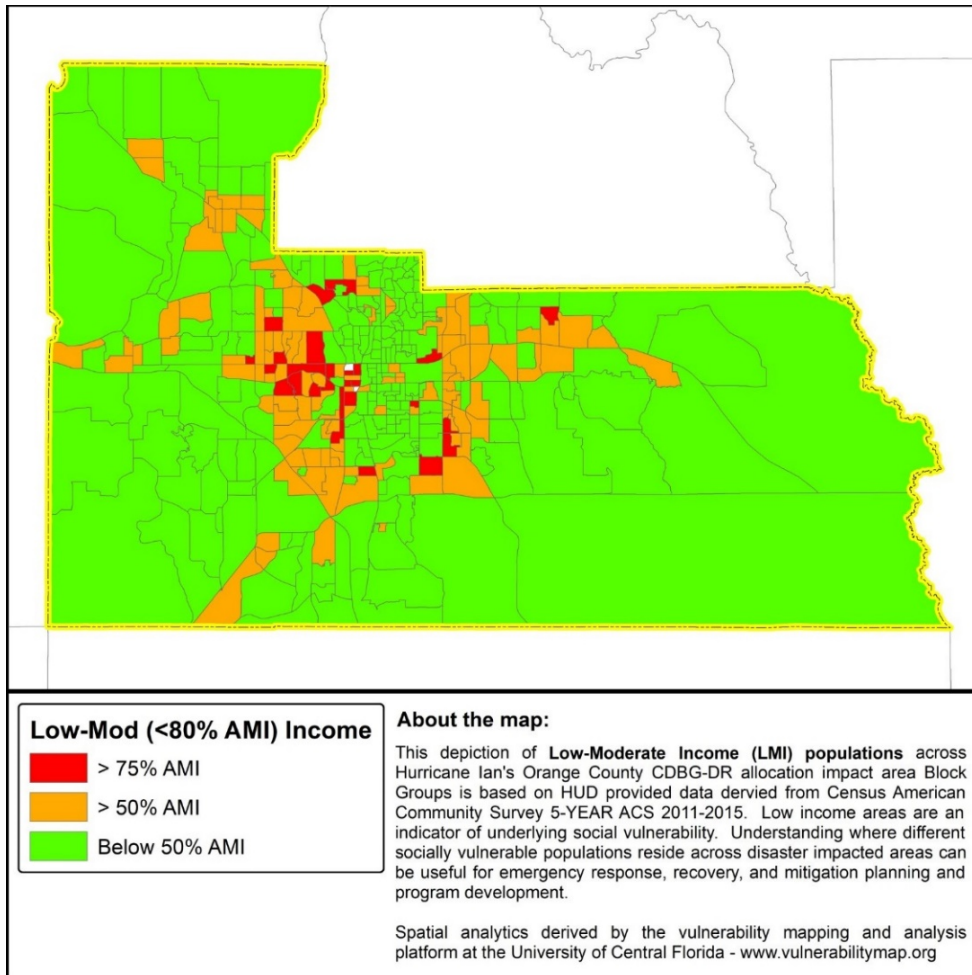 Low-Mod (<80% AMI) Income
> 75% AMI
> 50% AMI
Below 50% AMI
About the map:
This depiction of Low-Moderate Income (LMI) populations across
Hurricane Ian's Orange County CDBG-DR allocation impact area Block
Groups is based on HUD provided data dervied from Census American
Community Survey 5-YEAR ACS 2011-2015. Low income areas are an
indicator of underlying social vulnerability. Understanding where different
socially vulnerable populations reside across disaster impacted areas can
be useful for emergency response, recovery, and mitigation planning and
program development.
Spatial analytics derived by the vulnerability mapping and analysis
platform at the University of Central Florida - www.vulnerabilitymap.org